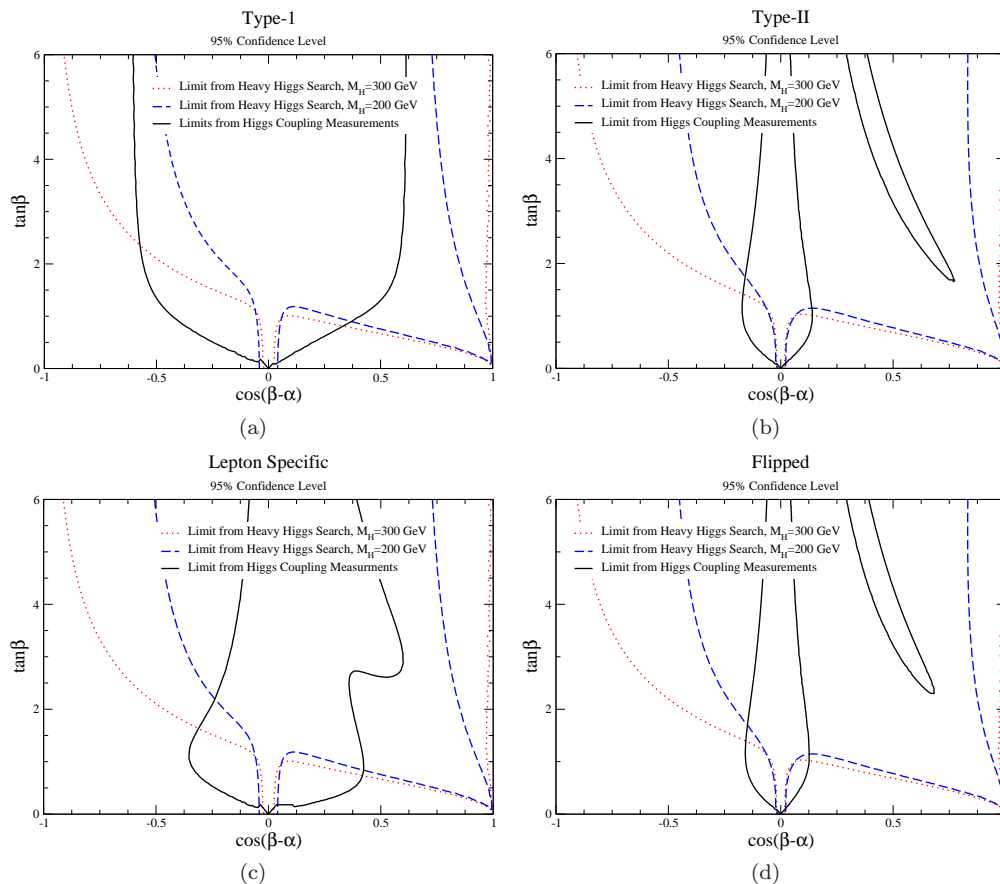 Type-1
95% Confidence Level
6
Limit from Heavy Higgs Search, M_H=300 GeV
Limit from Heavy Higgs Search, M_H=200 GeV
Limits from Higgs Coupling Measurements
4
tanβ
2
0
-1 -0.5 0 0.5 1
cos(β-α)
(a)
Type-II
95% Confidence Level
6
Limit from Heavy Higgs Search, M_H=300 GeV
Limit from Heavy Higgs Search, M_H=200 GeV
Limit from Higgs Coupling Measurements
4
tanβ
2
0
-1 -0.5 0 0.5
cos(β-α)
(b)
Lepton Specific
95% Confidence Level
6
Limit from Heavy Higgs Search, M_H=300 GeV
Limit from Heavy Higgs Search, M_H=200 GeV
Limit from Higgs Coupling Measurments
4
tanβ
2
0
-1 -0.5 0 0.5 1
cos(β-α)
(c)
Flipped
95% Confidence Level
6
Limit from Heavy Higgs Search, M_H=300 GeV
Limit from Heavy Higgs Search, M_H=200 GeV
Limit from Higgs Coupling Measurements
4
tanβ
2
0
-1 -0.5 0 0.5
cos(β-α)
(d)